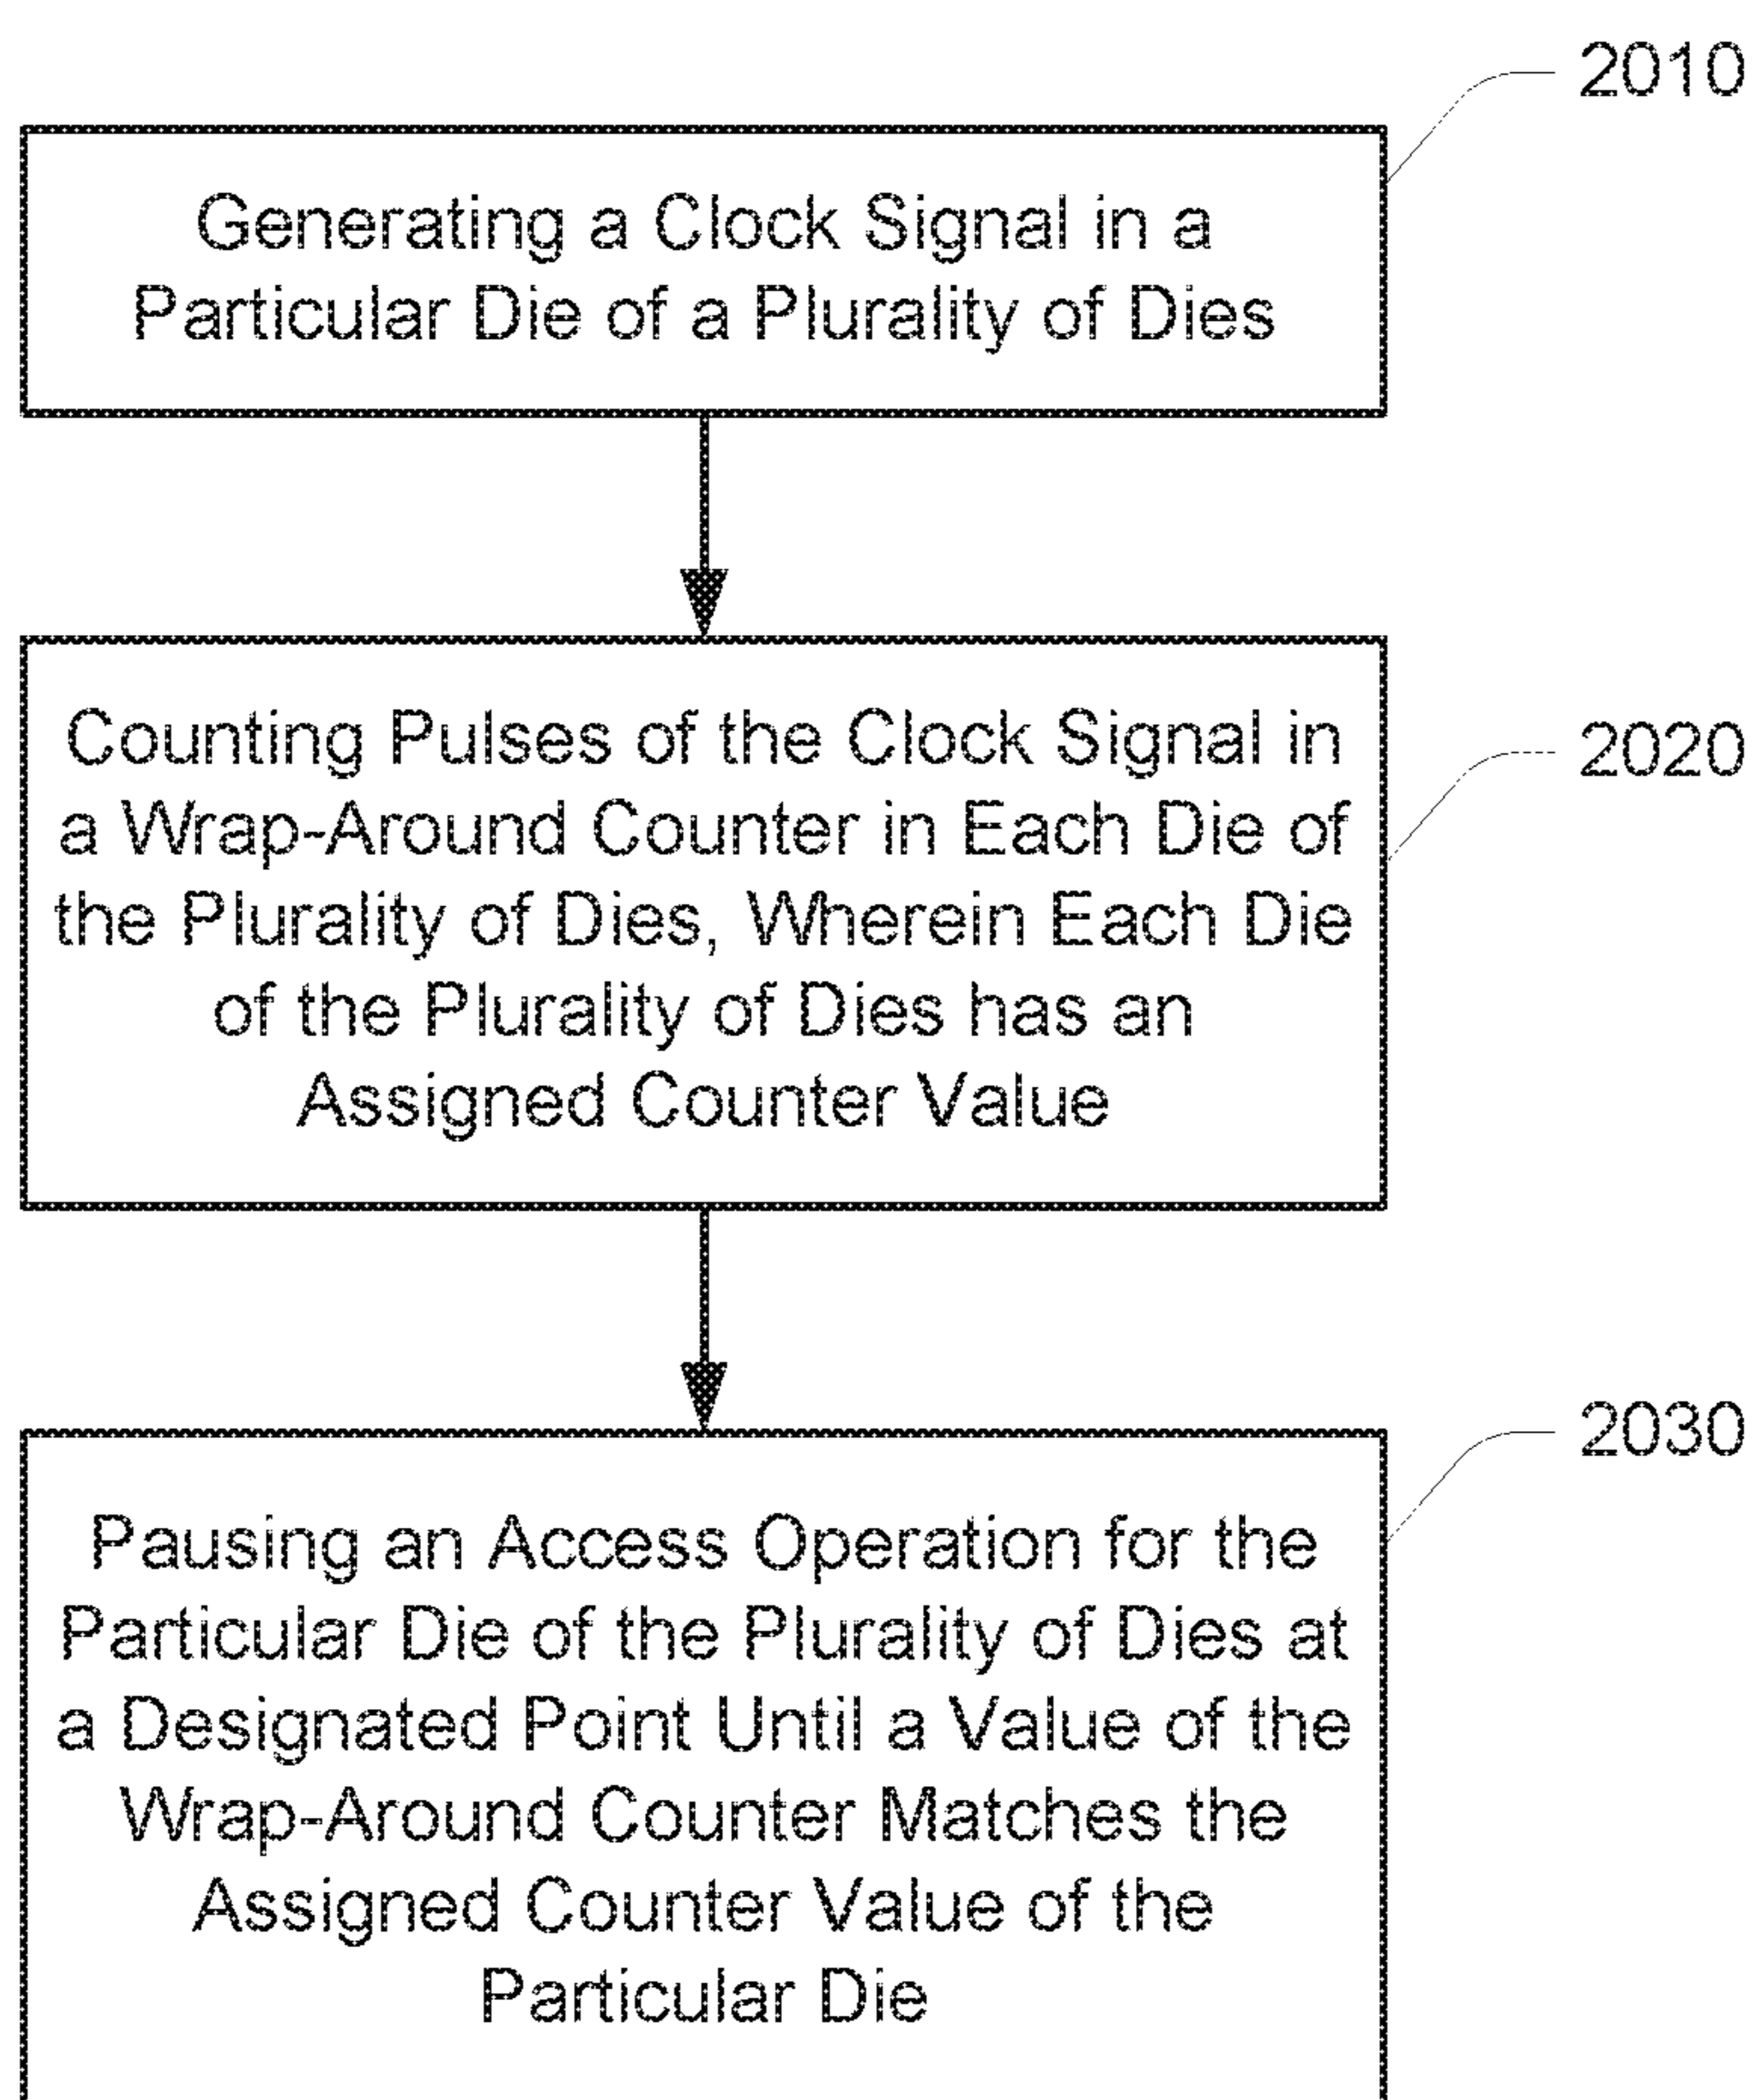 2010
Generating a Clock Signal in a
Particular Die of a Plurality of Dies
Counting Pulses of the Clock Signal in
a Wrap-Around Counter in Each Die of
the Plurality of Dies, Wherein Each Die
of the Plurality of Dies has an
Assigned Counter Value
2020
Pausing an Access Operation for the
Particular Die of the Plurality of Dies at
a Designated Point Until a Value of the
Wrap-Around Counter Matches the
Assigned Counter Value of the
Particular Die
2030